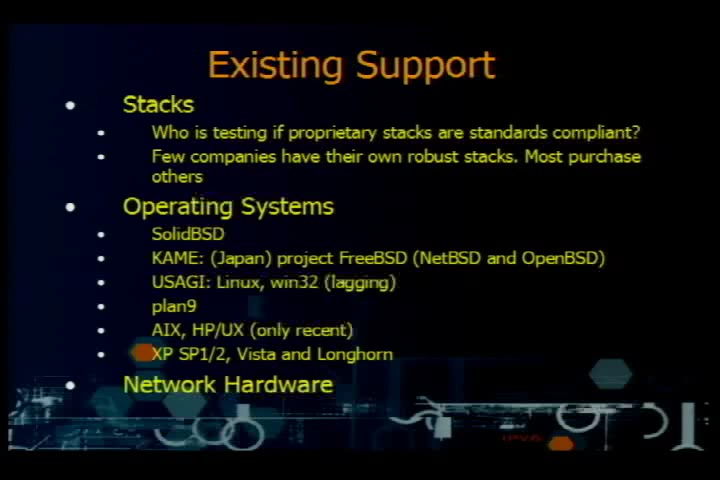 Existing Support
Stacks
Who is testing if proprietary stacks are standards compliant?
Few companies have their own robust stacks. Most purchase
others
Operating Systems
SolidBSD
KAME: (Japan) project FreeBSD (NetBSD and OpenBSD)
USAGI: Linux, win32 (lagging)
plan9
AIX, HP/UX (only recent)
XP SP1/2, Vista and Longhorn
Network Hardware